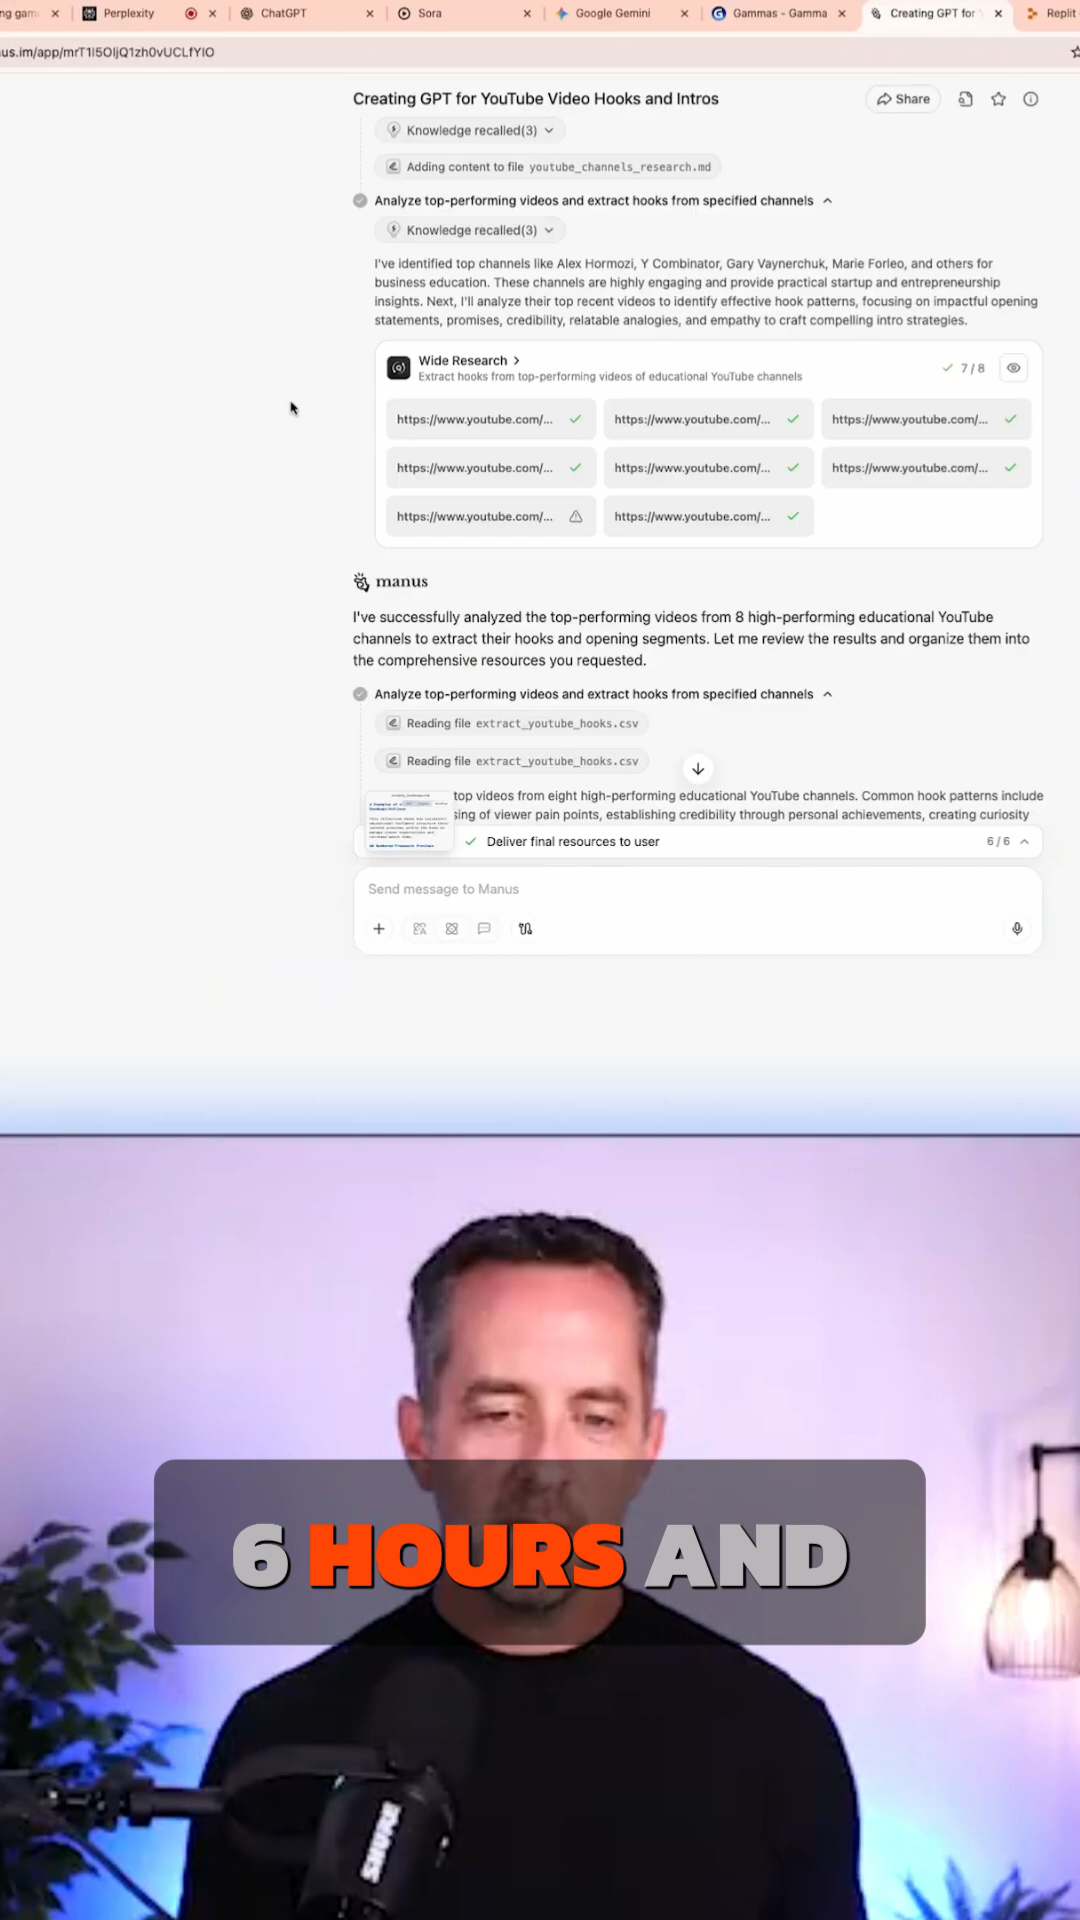 ng gam
Perplexity
ChatGPT
Sora
Google Gemini
Gammas - Gamma
Creating GPT for Y
Replit
us.im/app/mrT1I5OIjQ1zh0vUCLfYIO
Creating GPT for YouTube Video Hooks and Intros
Share
Knowledge recalled(3)
Adding content to file youtube_channels_research.md
Analyze top-performing videos and extract hooks from specified channels
Knowledge recalled(3)
I've identified top channels like Alex Hormozi, Y Combinator, Gary Vaynerchuk, Marie Forleo, and others for
business education. These channels are highly engaging and provide practical startup and entrepreneurship
insights. Next, I'll analyze their top recent videos to identify effective hook patterns, focusing on impactful opening
statements, promises, credibility, relatable analogies, and empathy to craft compelling intro strategies.
Wide Research
Extract hooks from top-performing videos of educational YouTube channels
7 / 8
https://www.youtube.com/...
https://www.youtube.com/...
https://www.youtube.com/...
https://www.youtube.com/...
https://www.youtube.com/...
https://www.youtube.com/...
https://www.youtube.com/...
https://www.youtube.com/...
manus
I've successfully analyzed the top-performing videos from 8 high-performing educational YouTube
channels to extract their hooks and opening segments. Let me review the results and organize them into
the comprehensive resources you requested.
Analyze top-performing videos and extract hooks from specified channels
Reading file extract_youtube_hooks.csv
Reading file extract_youtube_hooks.csv
top videos from eight high-performing educational YouTube channels. Common hook patterns include
sing of viewer pain points, establishing credibility through personal achievements, creating curiosity
Deliver final resources to user
6 / 6
Send message to Manus
6 HOURS AND
SHURE